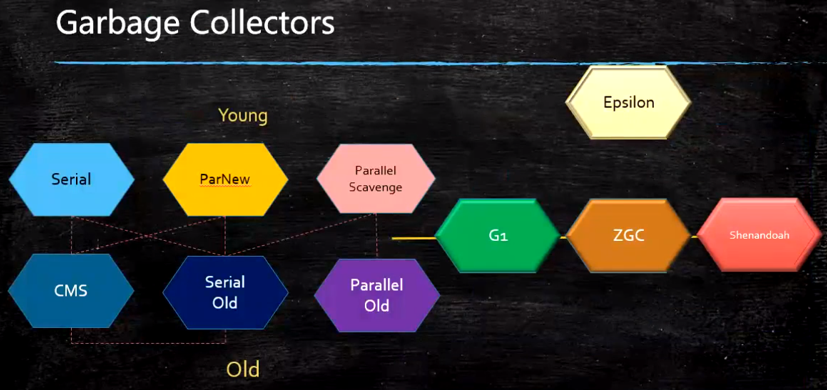 Garbage Collectors
Epsilon
Young
Serial
ParNew
Parallel
Scavenge
G1
ZGC
Shenandoah
CMS
Serial
Old
Parallel
Old
Old